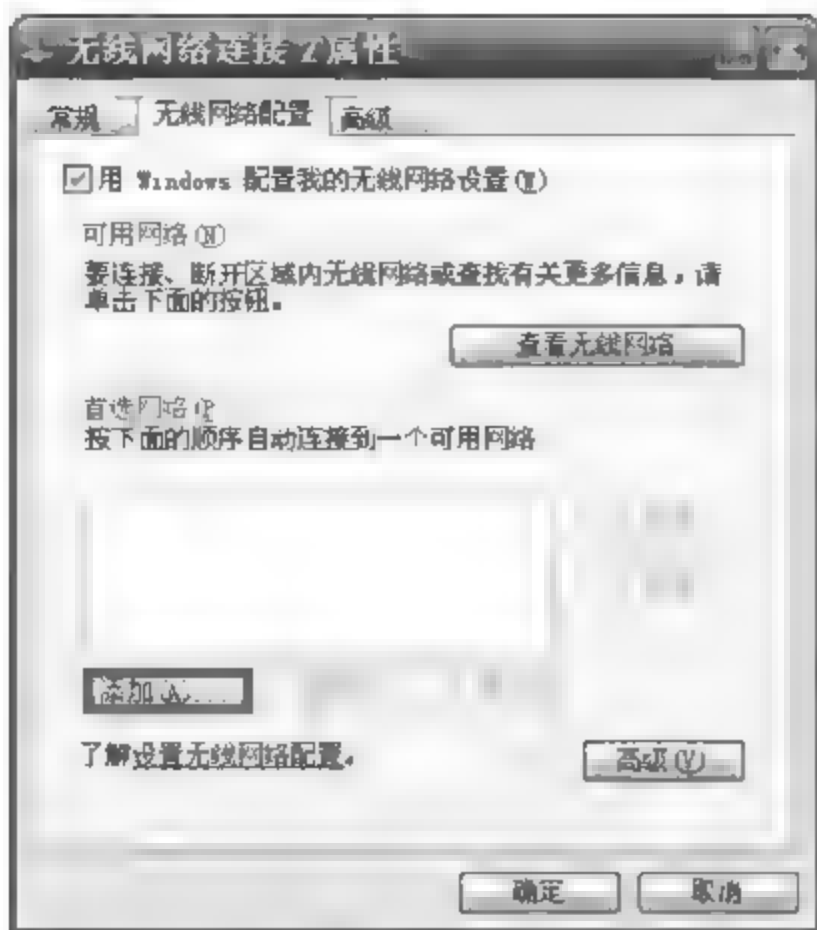 无线网络连接 2 属性
常规 无线网络配置 高级
用 Windows 配置我的无线网络设置(W)
可用网络(N)
要连接、断开区域内无线网络或查找有关更多信息，请
单击下面的按钮。
查看无线网络
首选网络(P)
按下面的顺序自动连接到一个可用网络
添加(A)...
了解设置无线网络配置。
高级(V)
确定 取消